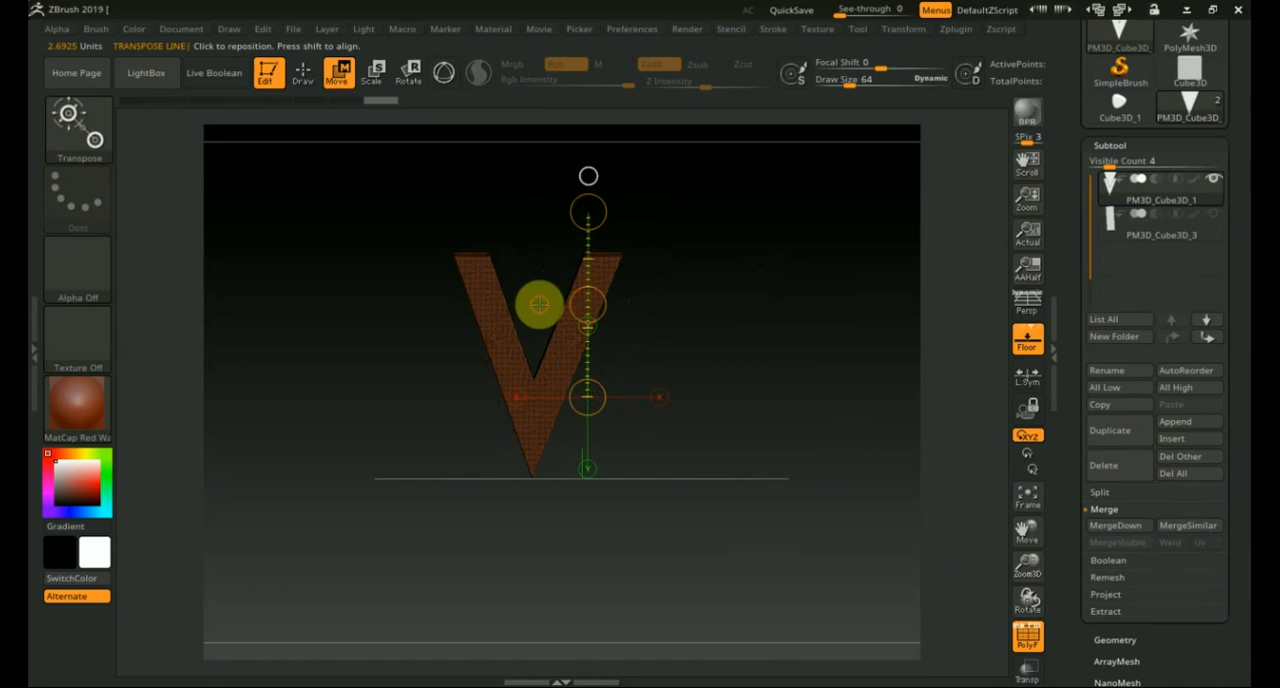 ZBrush 2019 [
AC QuickSave See-through 0 Menus DefaultZScript
Alpha Brush Color Document Draw Edit File Layer Light Macro Marker Material Movie Picker Preferences Render Stencil Stroke Texture Tool Transform Zplugin Zscript
2.6925 Units TRANSPOSE LINE| Click to reposition. Press shift to align.
Home Page LightBox Live Boolean Edit Draw Move Scale Rotate
Mrgb Rgb M Zadd Zsub Zcut
Rgb Intensity Z Intensity
Focal Shift 0
Draw Size 64 Dynamic
ActivePoints:
TotalPoints:
Transpose
Dots
Alpha Off
Texture Off
MatCap Red Wa
Gradient
SwitchColor
Alternate
X
Y
BPR
SPix 3
Scroll
Zoom
Actual
AAHalf
Dynamic
Persp
Floor
L.Sym
XYZ
Frame
Move
Zoom3D
Rotate
PolyF
Transp
PM3D_Cube3D_ PolyMesh3D
SimpleBrush Cube3D
2
Cube3D_1 PM3D_Cube3D_
Subtool
Visible Count 4
PM3D_Cube3D_1
PM3D_Cube3D_3
List All
New Folder
Rename AutoReorder
All Low All High
Copy Paste
Duplicate Append
Insert
Delete Del Other
Del All
Split
Merge
MergeDown MergeSimilar
MergeVisible Weld Uv
Boolean
Remesh
Project
Extract
Geometry
ArrayMesh
NanoMesh